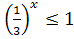 (1/3)^x ≤ 1